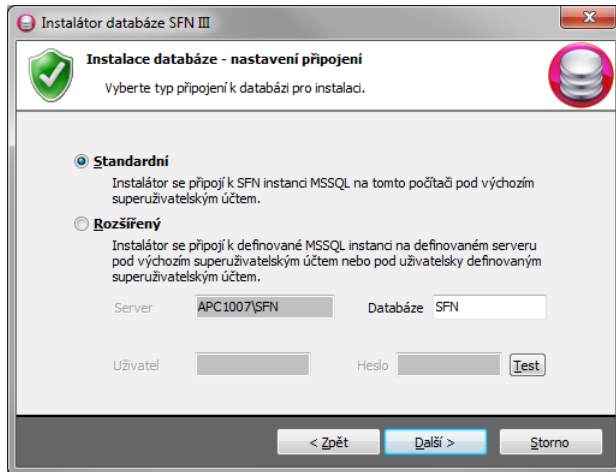 Instalátor databáze SFN III
Instalace databáze - nastavení připojení
Vyberte typ připojení k databázi pro instalaci.
Standardní
Instalátor se připojí k SFN instanci MSSQL na tomto počítači pod výchozím
superuživatelským účtem.
Rozšířený
Instalátor se připojí k definované MSSQL instanci na definovaném serveru
pod výchozím superuživatelským účtem nebo pod uživatelsky definovaným
superuživatelským účtem.
Server APC1007\SFN Databáze SFN
Uživatel Heslo Test
< Zpět Další > Storno